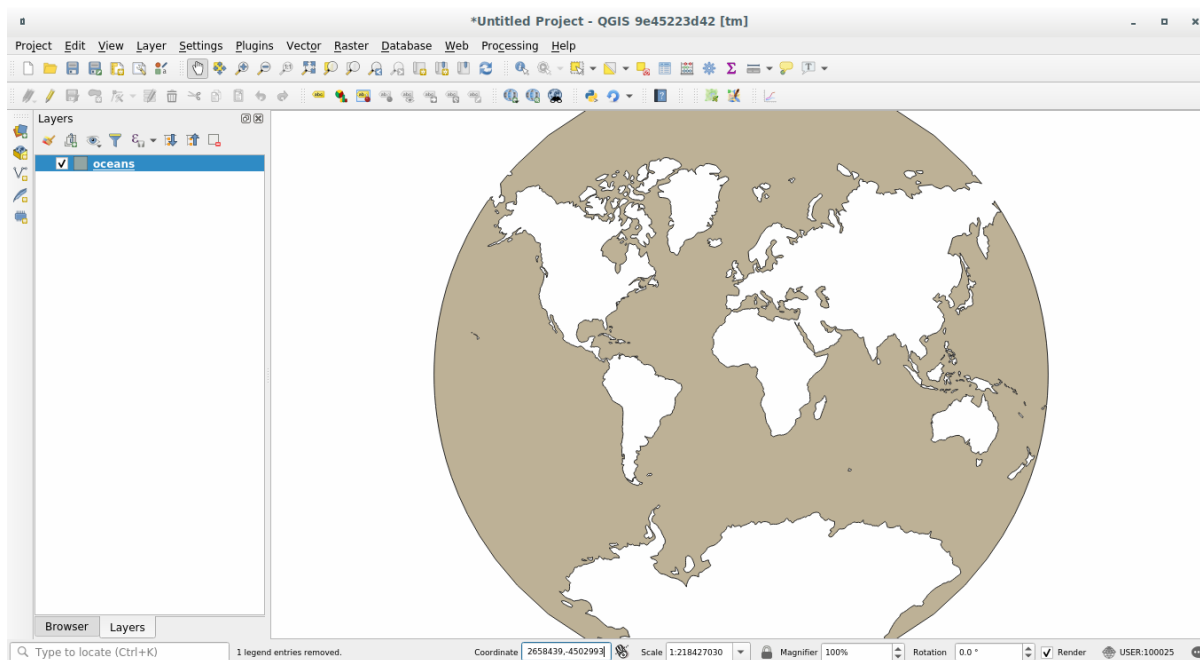 *Untitled Project - QGIS 9e45223d42 [tm]
Project Edit View Layer Settings Plugins Vector Raster Database Web Processing Help
Layers
oceans
Browser Layers
Type to locate (Ctrl+K) 1 legend entries removed. Coordinate 2658439,-4502993 Scale 1:218427030 Magnifier 100% Rotation 0.0 ° Render USER:100025